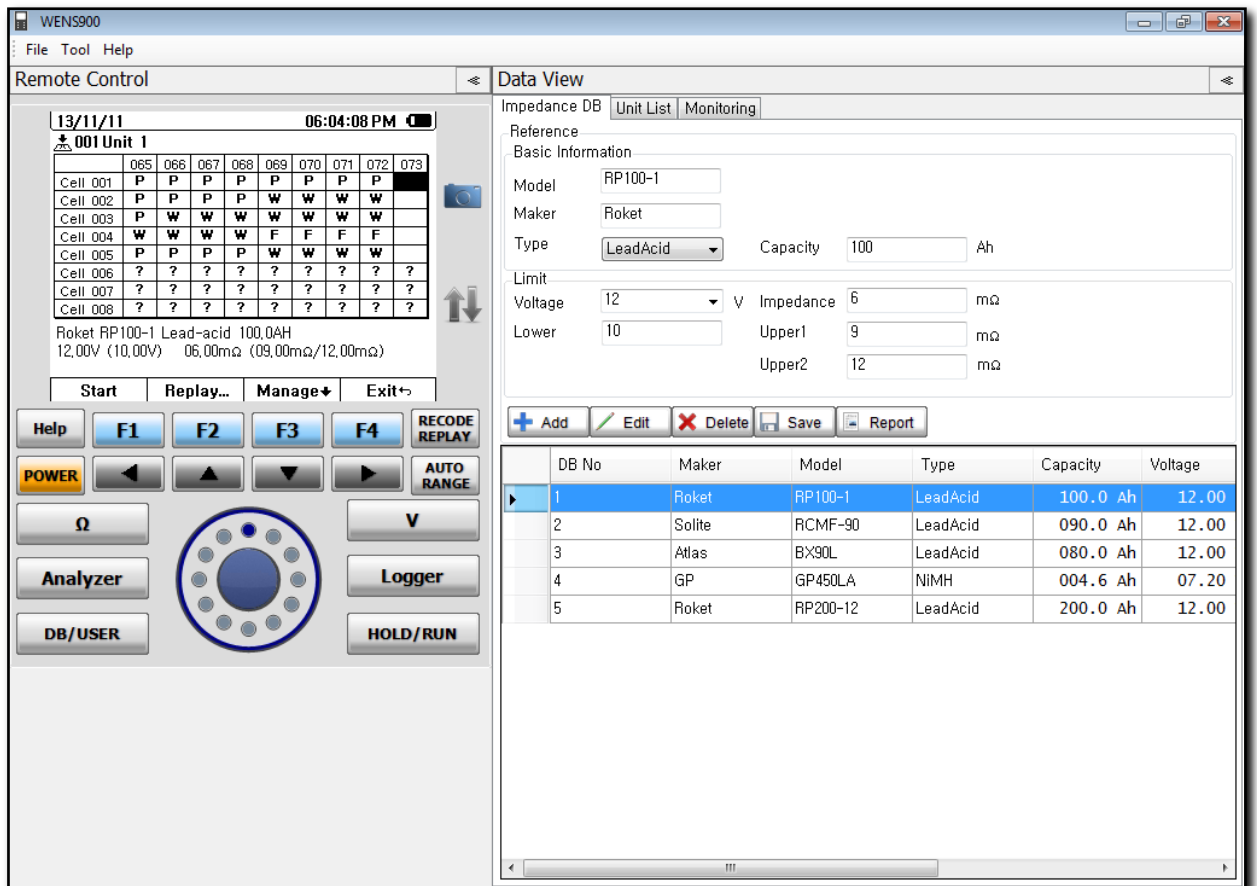 WENS900
File Tool Help
Remote Control
13/11/11 06:04:08 PM
001 Unit 1
065 066 067 068 069 070 071 072 073
Cell 001 P P P P P P P P
Cell 002 P P P P W W W W
Cell 003 P W W W W W W W
Cell 004 W W W W F F F F
Cell 005 P P P P W W W W
Cell 006 ? ? ? ? ? ? ? ? ?
Cell 007 ? ? ? ? ? ? ? ? ?
Cell 008 ? ? ? ? ? ? ? ? ?
Roket RP100-1 Lead-acid 100,0AH
12,00V (10,00V) 06,00mΩ (09,00mΩ/12,00mΩ)
Start Replay... Manage Exit
Help F1 F2 F3 F4 RECODE REPLAY
POWER AUTO RANGE
Ω V
Analyzer Logger
DB/USER HOLD/RUN
Data View
Impedance DB Unit List Monitoring
Reference
Basic Information
Model RP100-1
Maker Roket
Type LeadAcid Capacity 100 Ah
Limit
Voltage 12 V Impedance 6 mΩ
Lower 10 Upper1 9 mΩ
Upper2 12 mΩ
Add Edit Delete Save Report
DB No Maker Model Type Capacity Voltage
1 Roket RP100-1 LeadAcid 100.0 Ah 12.00
2 Solite RCMF-90 LeadAcid 090.0 Ah 12.00
3 Atlas BX90L LeadAcid 080.0 Ah 12.00
4 GP GP450LA NiMH 004.6 Ah 07.20
5 Roket RP200-12 LeadAcid 200.0 Ah 12.00